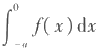 ∫_{-a}^{0} f(x) dx